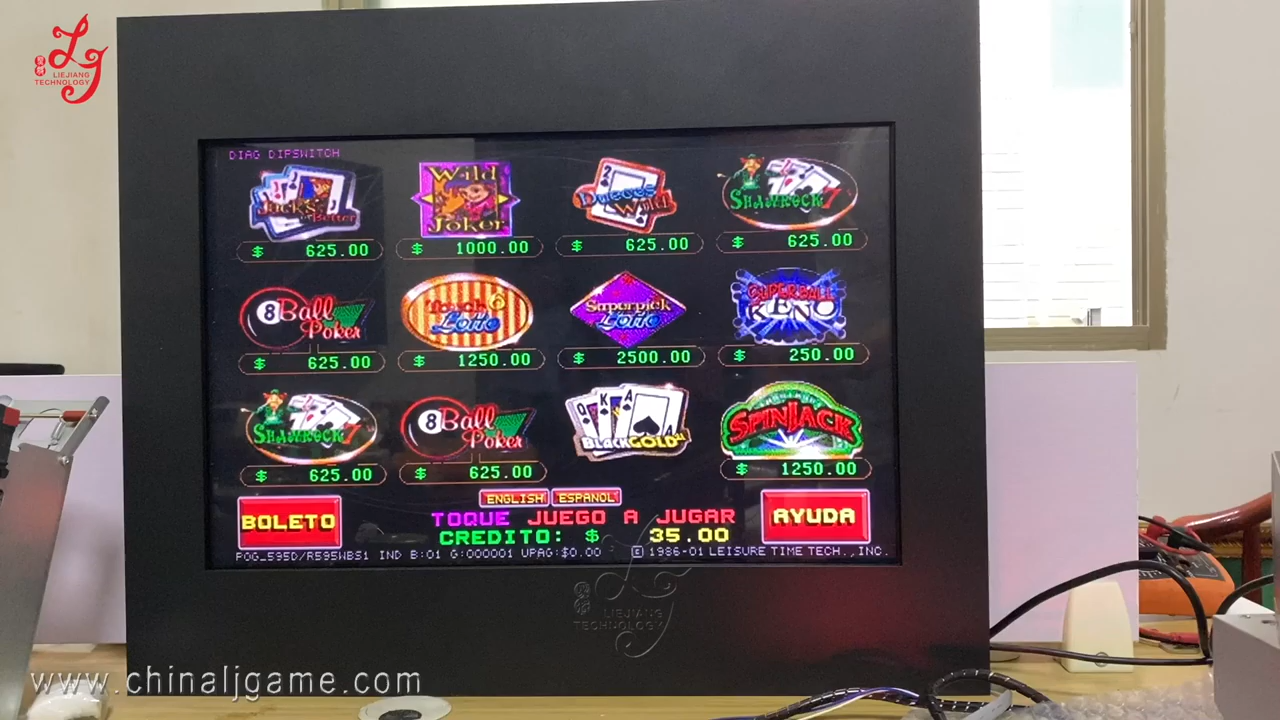 LIEJIANG
TECHNOLOGY
DIAG DIPSWITCH
Jacks or Better
Wild Joker
Dueces Wild
SHAMROCK 7
$ 625.00
$ 1000.00
$ 625.00
$ 625.00
8 Ball Poker
Touch 6 Lotto
Superpick Lotto
SUPERBALL KENO
$ 625.00
$ 1250.00
$ 2500.00
$ 250.00
SHAMROCK 7
8 Ball Poker
Q K A A
BLACK GOLD
SPINJACK
$ 625.00
$ 625.00
$ 1250.00
ENGLISH ESPANOL
BOLETO
TOQUE JUEGO A JUGAR
AYUDA
CREDITO: $ 35.00
POG_595D/R595WBS1 IND B:01 G:000001 UPAG:$0.00 © 1986-01 LEISURE TIME TECH., INC.
LIEJIANG
TECHNOLOGY
www.chinaljgame.com